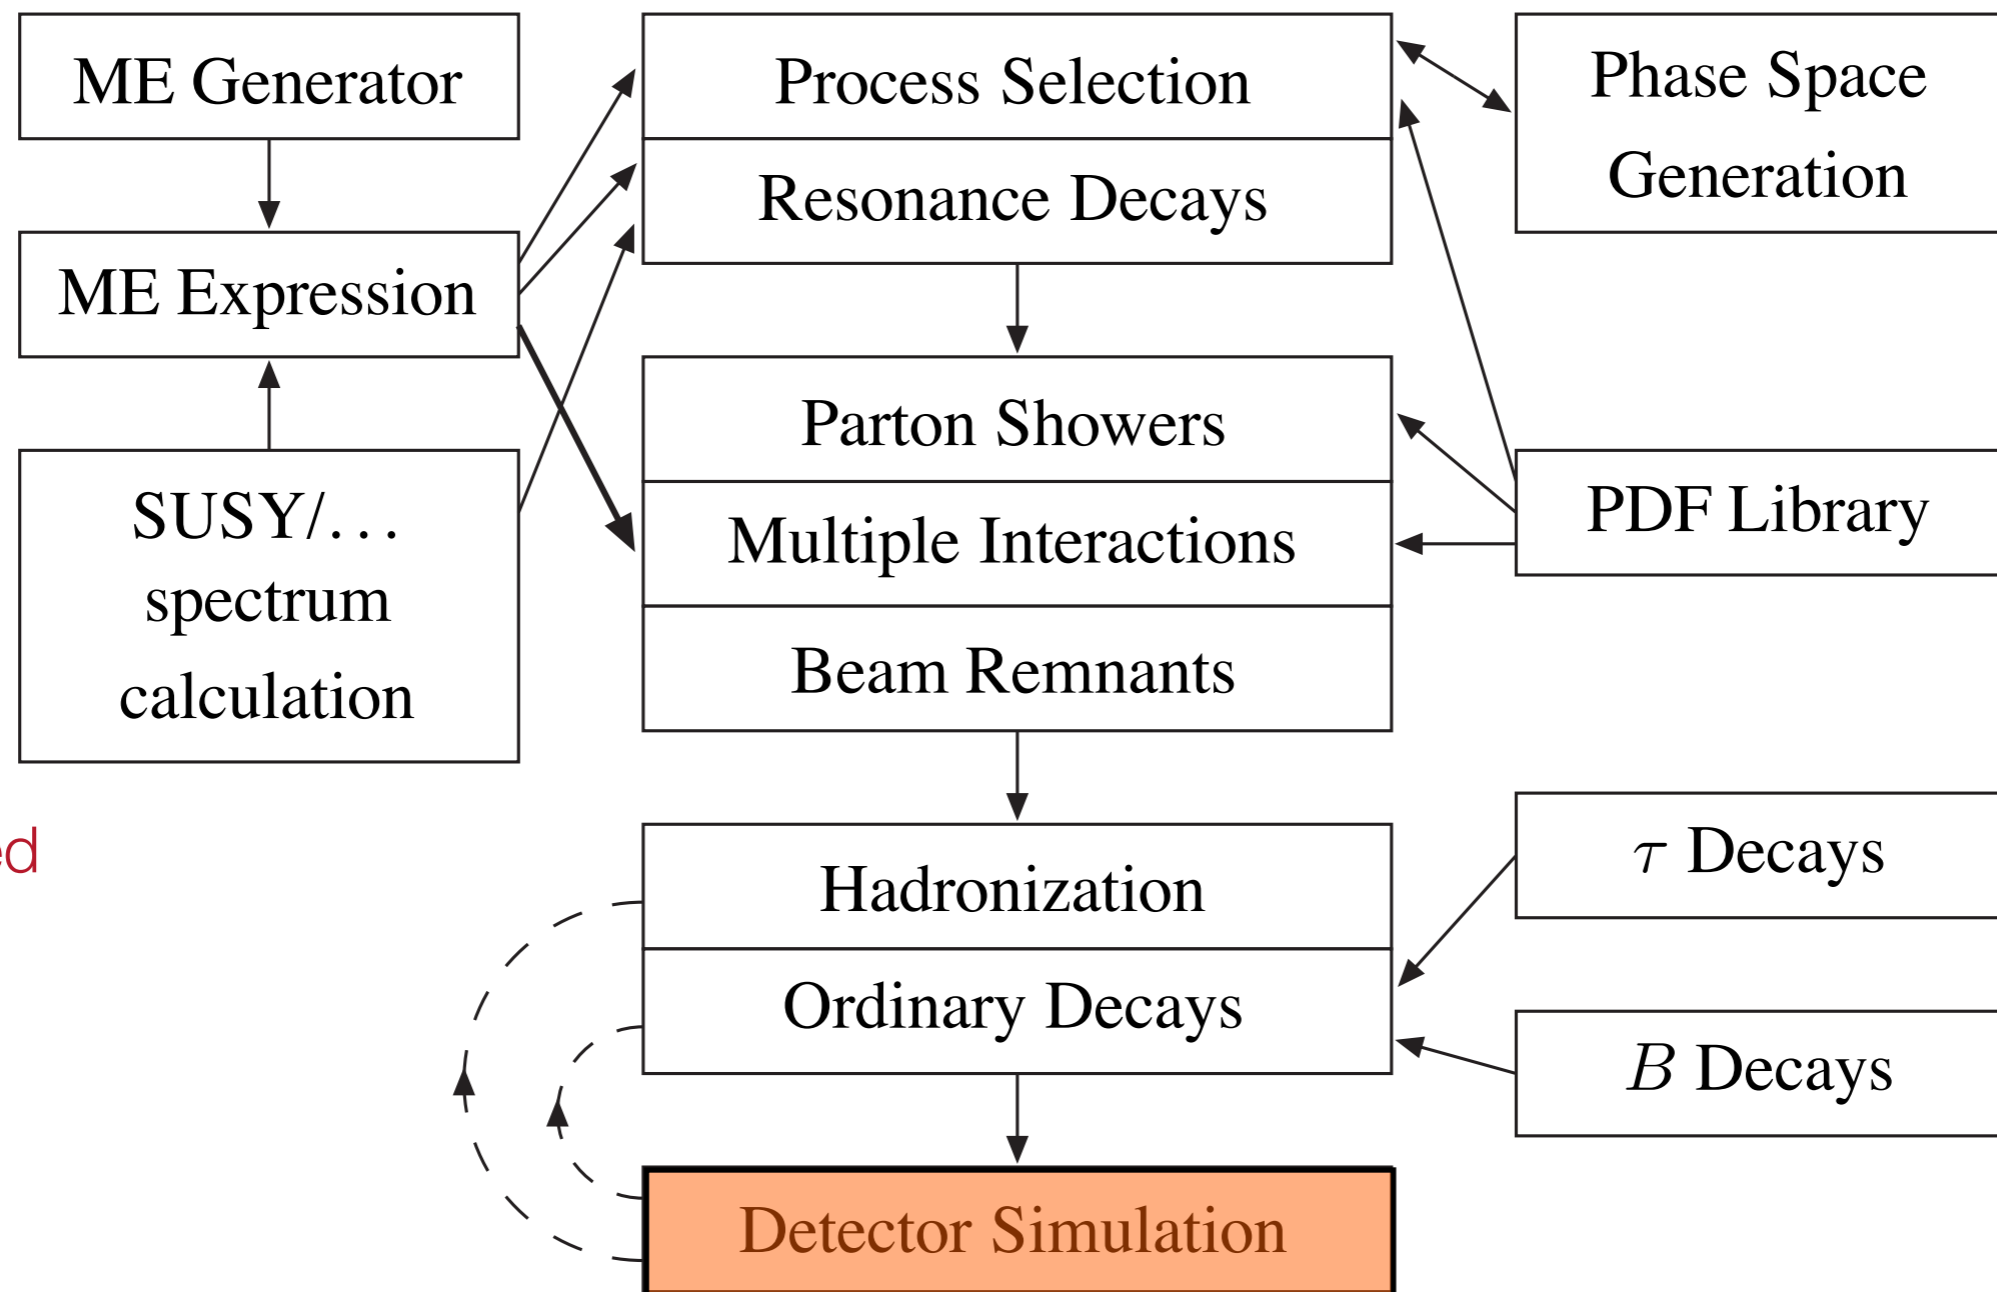 ME Generator
ME Expression
SUSY/…
spectrum
calculation
Process Selection
Resonance Decays
Parton Showers
Multiple Interactions
Beam Remnants
Hadronization
Ordinary Decays
Detector Simulation
Phase Space
Generation
PDF Library
τ Decays
B Decays